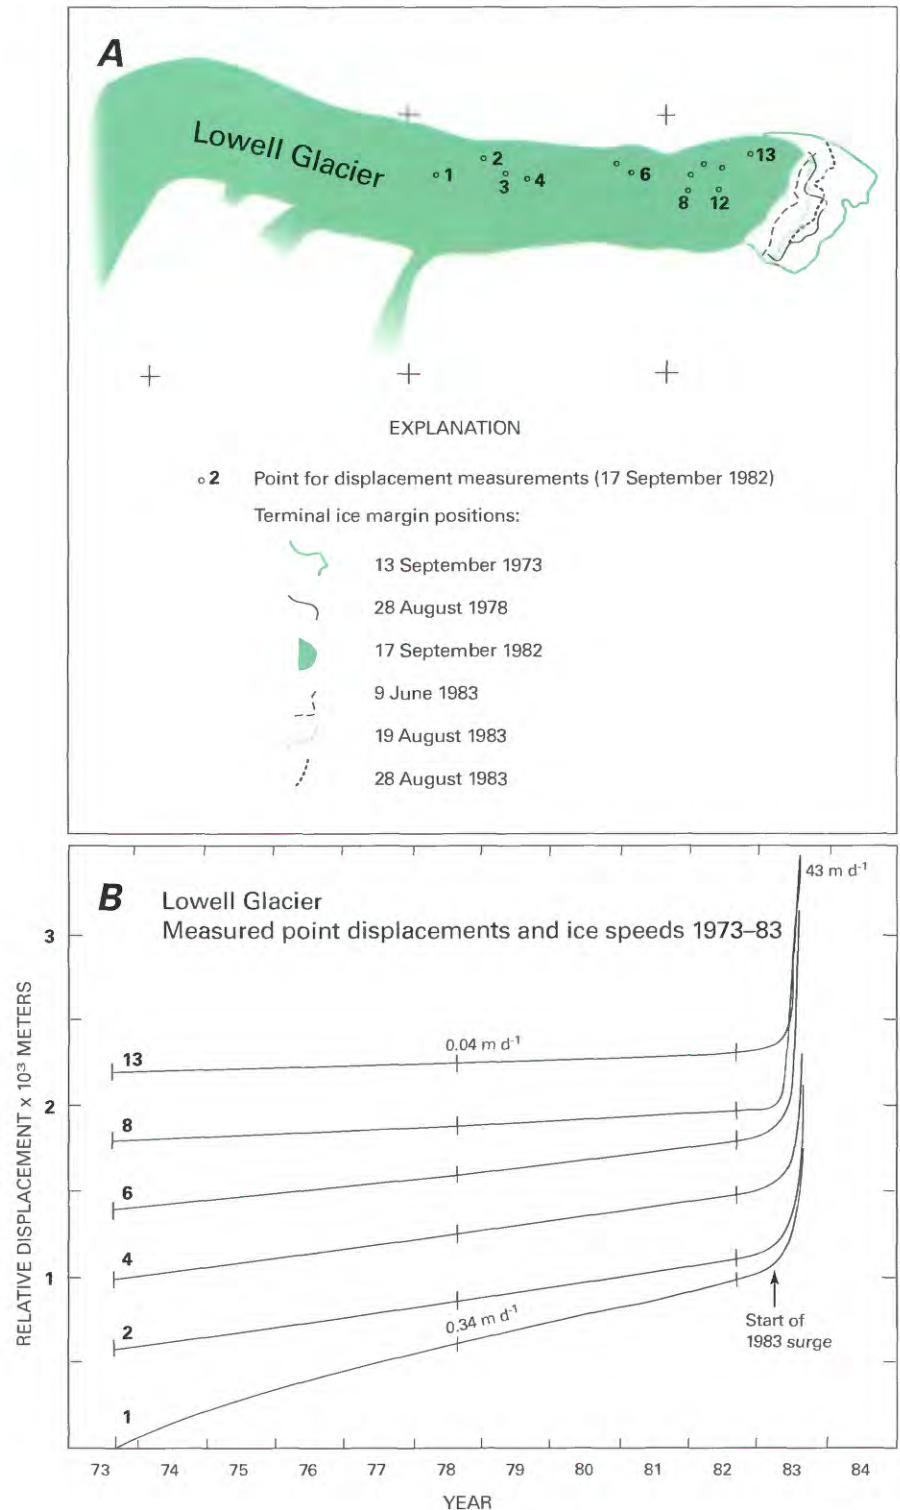 A
Lowell Glacier
1
2
3
4
6
8
12
13
EXPLANATION
2 Point for displacement measurements (17 September 1982)
Terminal ice margin positions:
13 September 1973
28 August 1978
17 September 1982
9 June 1983
19 August 1983
28 August 1983
B
Lowell Glacier
Measured point displacements and ice speeds 1973–83
43 m d⁻¹
RELATIVE DISPLACEMENT x 10³ METERS
3
2
1
13
0.04 m d⁻¹
8
6
4
2
0.34 m d⁻¹
1
Start of
1983 surge
73 74 75 76 77 78 79 80 81 82 83 84
YEAR